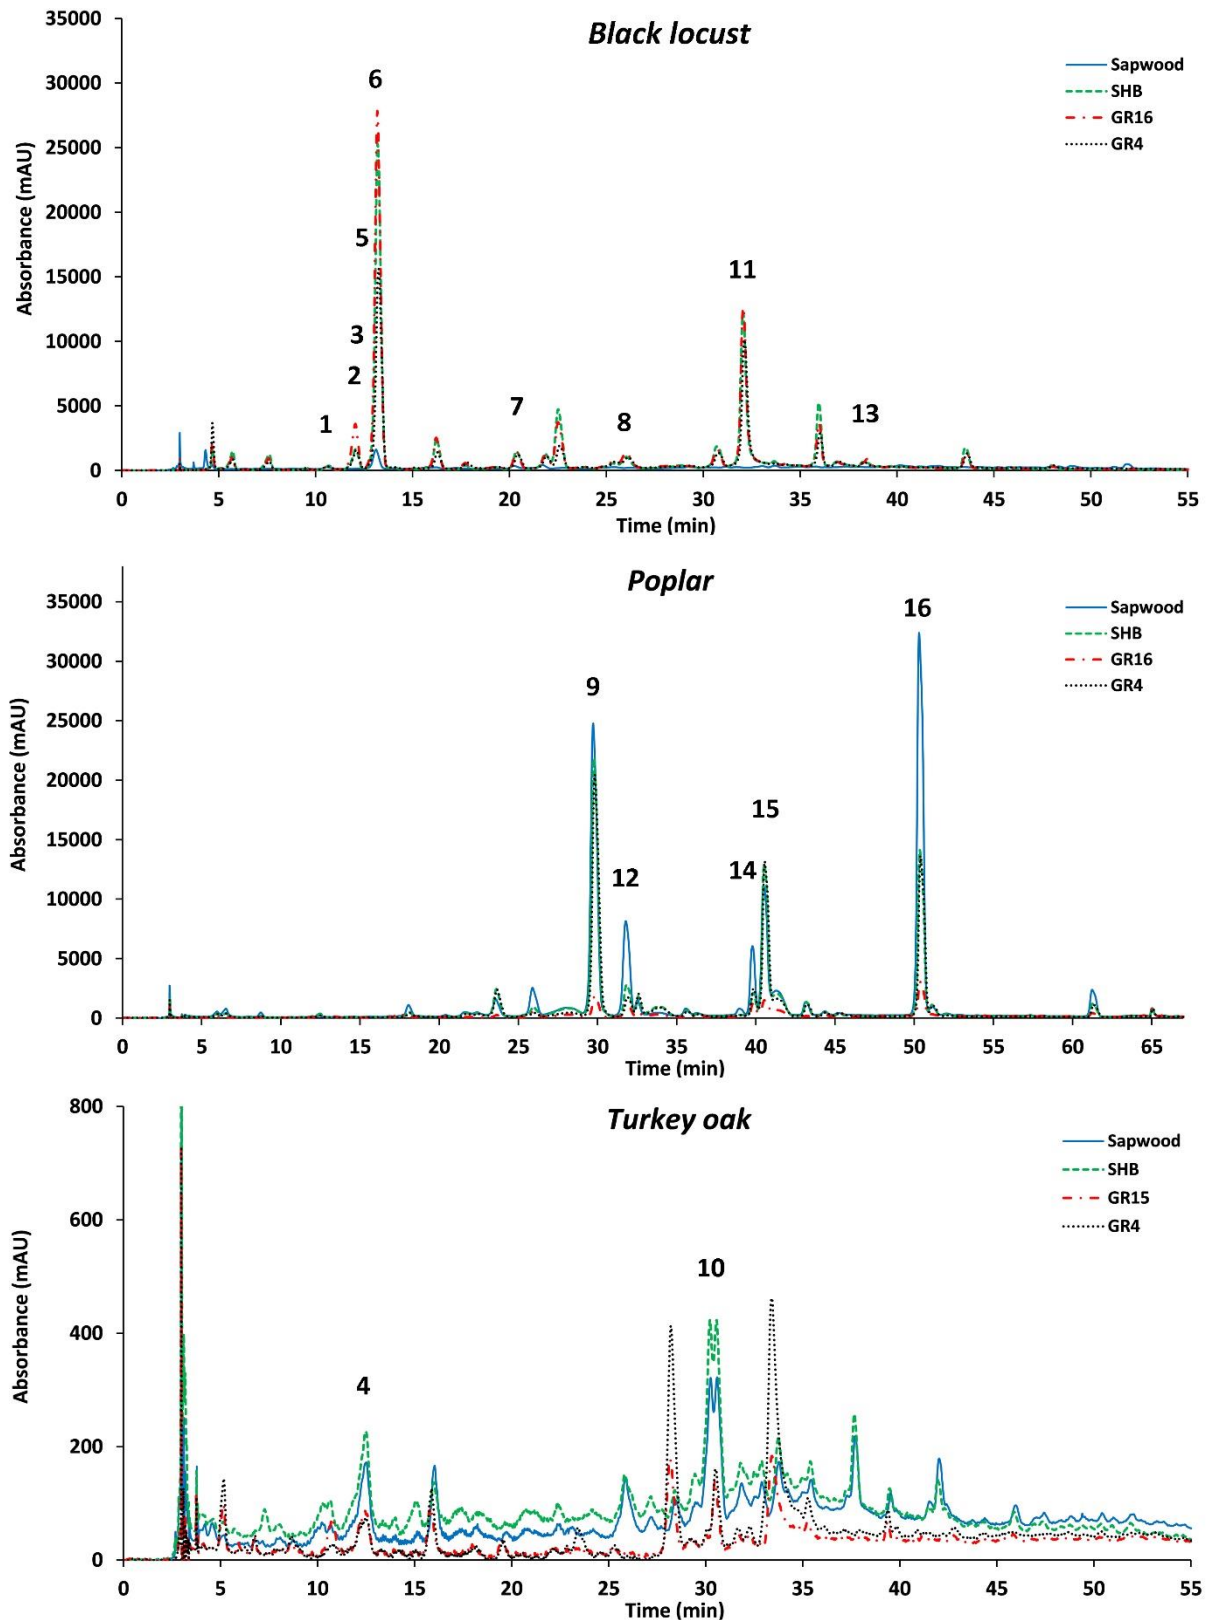 Black locust
Sapwood
SHB
GR16
GR4
Absorbance (mAU)
35000
30000
25000
20000
15000
10000
5000
0
6
5
3
2
1
7
8
11
13
0 5 10 15 20 25 30 35 40 45 50 55
Time (min)
Poplar
Sapwood
SHB
GR16
GR4
Absorbance (mAU)
35000
30000
25000
20000
15000
10000
5000
0
9
12
14
15
16
0 5 10 15 20 25 30 35 40 45 50 55 60 65
Time (min)
Turkey oak
Sapwood
SHB
GR15
GR4
Absorbance (mAU)
800
600
400
200
0
4
10
0 5 10 15 20 25 30 35 40 45 50 55
Time (min)